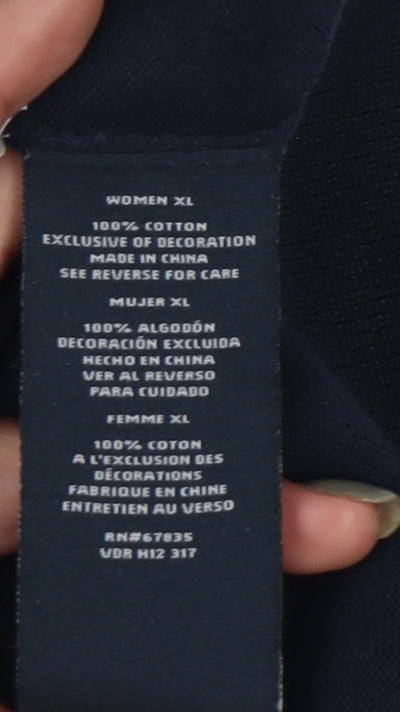 WOMEN XL
100% COTTON
EXCLUSIVE OF DECORATION
MADE IN CHINA
SEE REVERSE FOR CARE
MUJER XL
100% ALGODÓN
DECORACIÓN EXCLUIDA
HECHO EN CHINA
VER AL REVERSO
PARA CUIDADO
FEMME XL
100% COTON
A L'EXCLUSION DES
DÉCORATIONS
FABRIQUE EN CHINE
ENTRETIEN AU VERSO
RN#67835
VDR H12 317